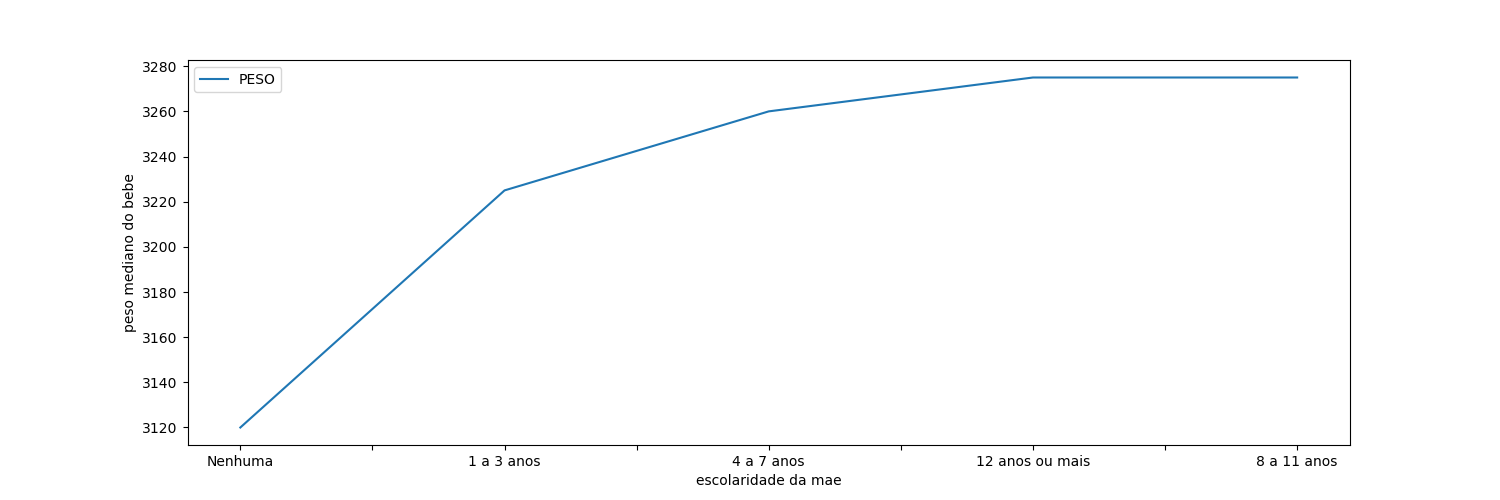 PESO
peso mediano do bebe
3280
3260
3240
3220
3200
3180
3160
3140
3120
Nenhuma 1 a 3 anos 4 a 7 anos 12 anos ou mais 8 a 11 anos
escolaridade da mae